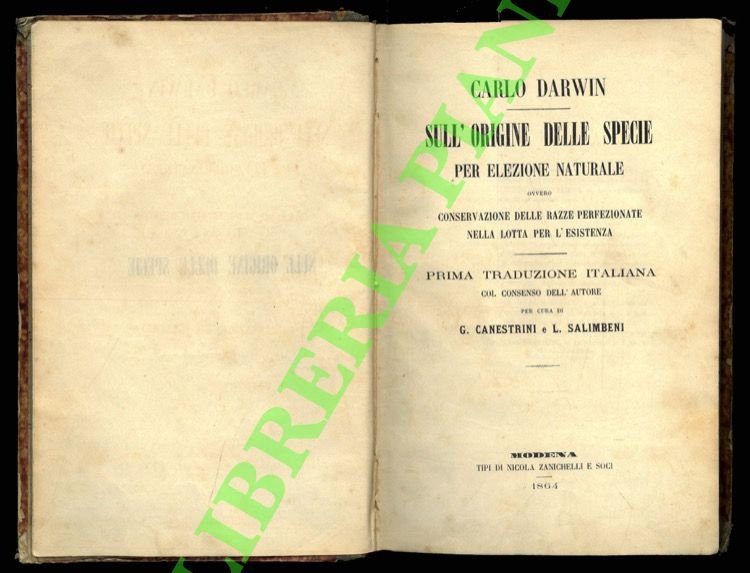 CARLO DARWIN
SULL' ORIGINE DELLE SPECIE
PER ELEZIONE NATURALE
OVVERO
CONSERVAZIONE DELLE RAZZE PERFEZIONATE
NELLA LOTTA PER L' ESISTENZA
PRIMA TRADUZIONE ITALIANA
COL CONSENSO DELL' AUTORE
PER CURA DI
G. CANESTRINI e L. SALIMBENI
MODENA
TIPI DI NICOLA ZANICHELLI E SOCI
1864
LIBRERIA PIANI